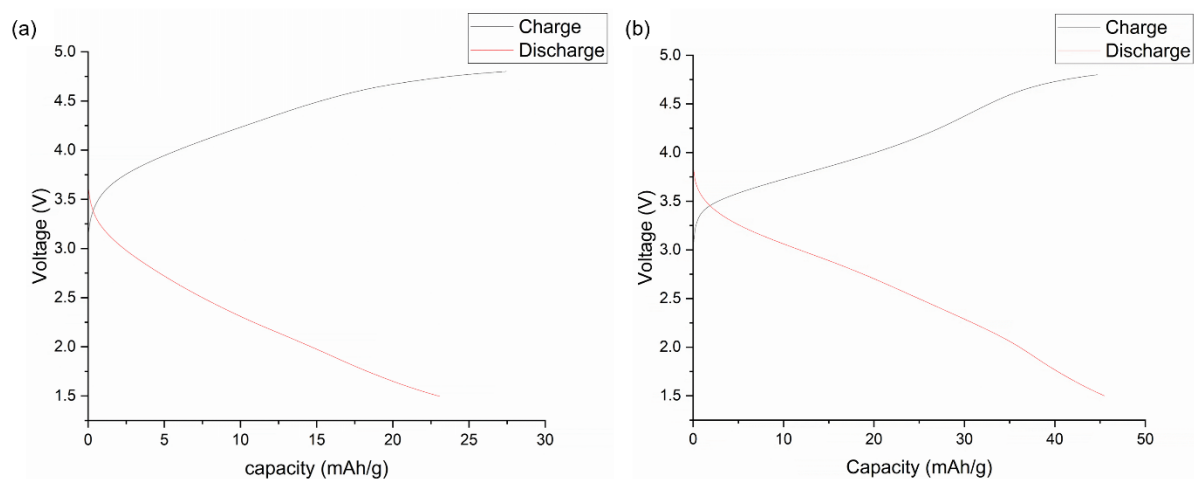 (a)
Charge
Discharge
5.0
4.5
4.0
3.5
3.0
2.5
2.0
1.5
Voltage (V)
0 5 10 15 20 25 30
capacity (mAh/g)
(b)
Charge
Discharge
5.0
4.5
4.0
3.5
3.0
2.5
2.0
1.5
Voltage (V)
0 10 20 30 40 50
Capacity (mAh/g)